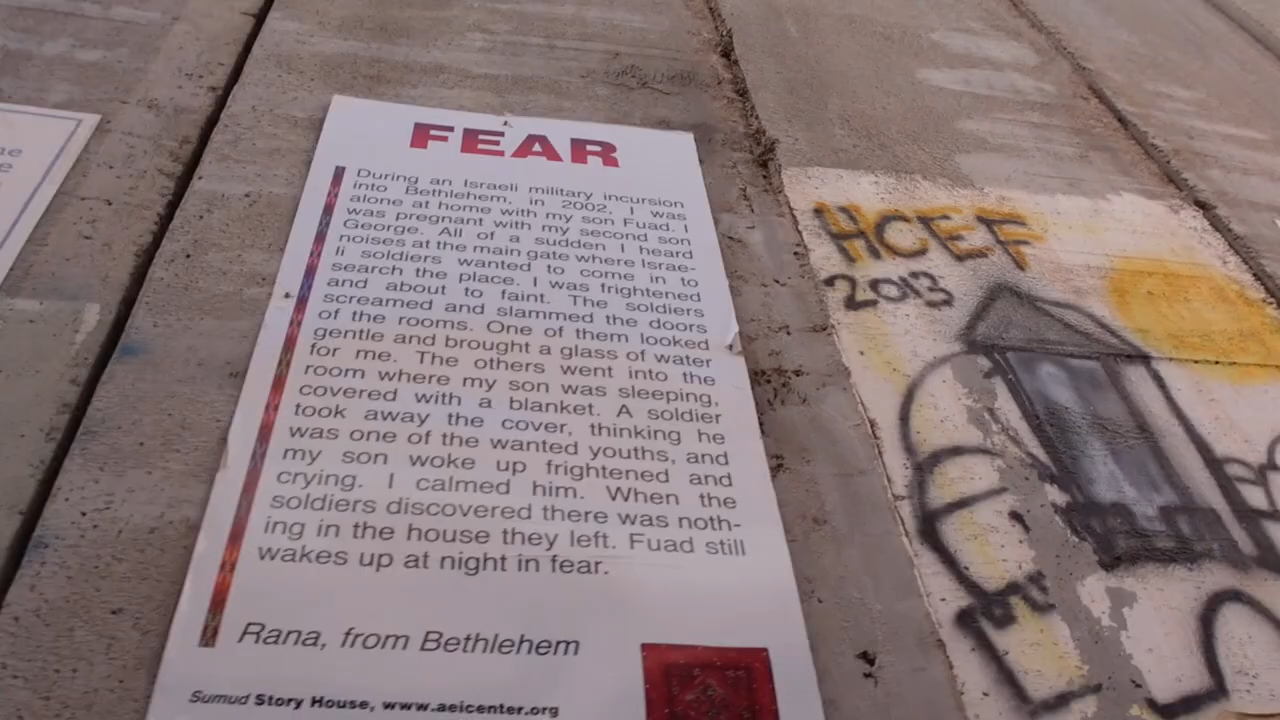 FEAR
During an Israeli military incursion
into Bethlehem, in 2002, I was
alone at home with my son Fuad. I
was pregnant with my second son
George. All of a sudden I heard
noises at the main gate where Israe-
li soldiers wanted to come in to
search the place. I was frightened
and about to faint. The soldiers
screamed and slammed the doors
of the rooms. One of them looked
gentle and brought a glass of water
for me. The others went into the
room where my son was sleeping,
covered with a blanket. A soldier
took away the cover, thinking he
was one of the wanted youths, and
my son woke up frightened and
crying. I calmed him. When the
soldiers discovered there was noth-
ing in the house they left. Fuad still
wakes up at night in fear.
Rana, from Bethlehem
Sumud Story House, www.aeicenter.org
HCEF
2013